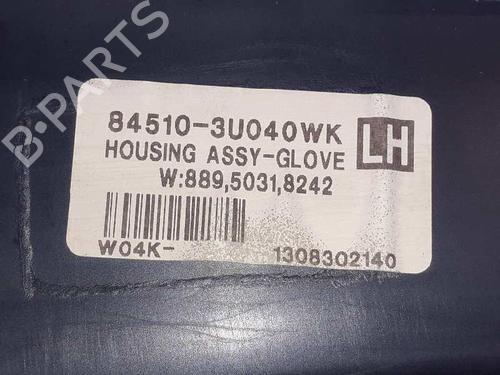 B-PARTS
84510-3U040WK
LH
HOUSING ASSY-GLOVE
W:889,5031,8242
W04K-
1308302140